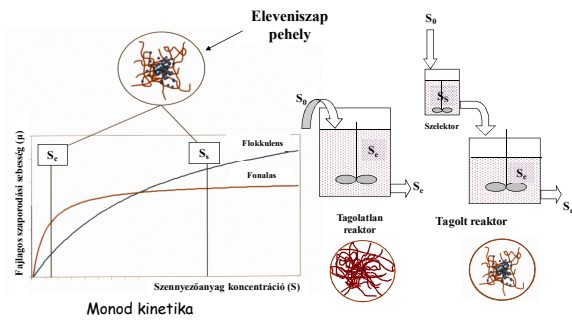 Eleveniszap
pehely
S0
Ss
Szelektor
S0
Se
Se
Se
Se
Se
Ss
Flokkulens
Fonalas
Fajlagos szaporodási sebesség (μ)
Szennyezőanyag koncentráció (S)
Tagolatlan
reaktor
Tagolt reaktor
Monod kinetika